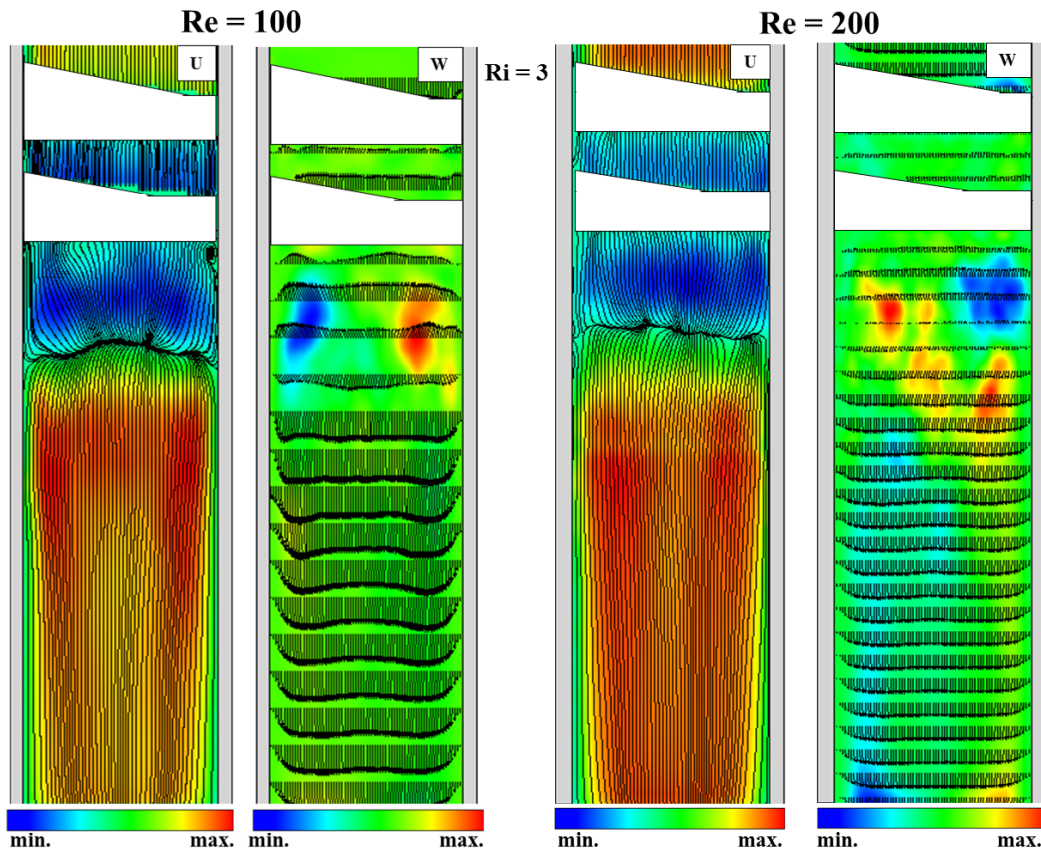 Re = 100
Re = 200
U
W
Ri = 3
U
W
min.
max.
min.
max.
min.
max.
min.
max.